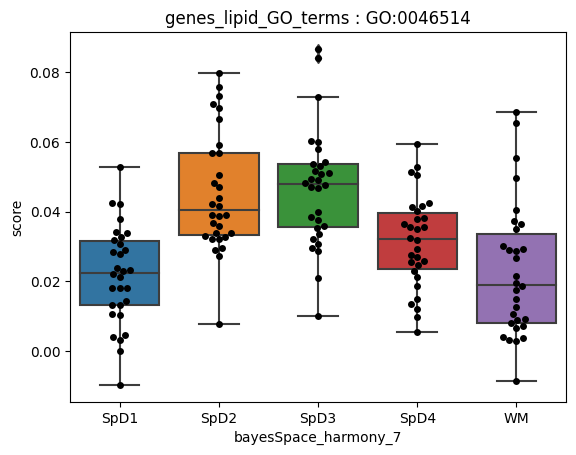 genes_lipid_GO_terms : GO:0046514
score
0.08
0.06
0.04
0.02
0.00
SpD1 SpD2 SpD3 SpD4 WM
bayesSpace_harmony_7